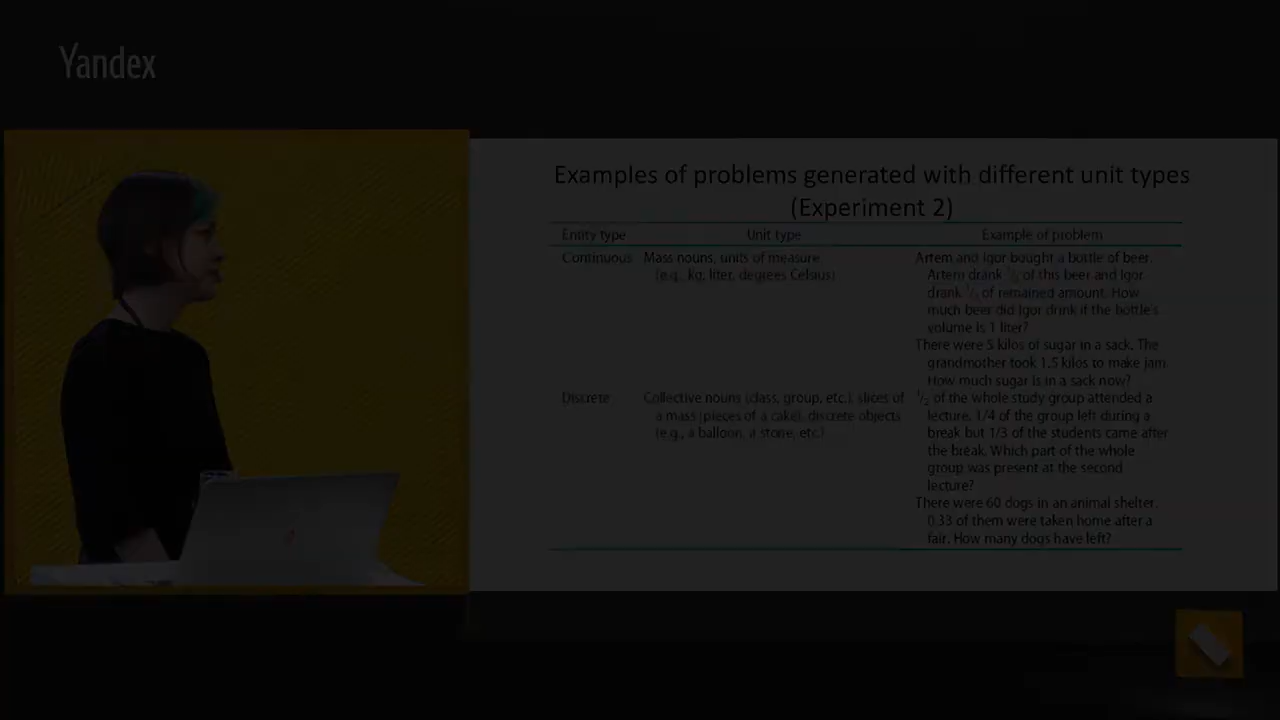 Yandex
Examples of problems generated with different unit types
(Experiment 2)
Entity type Unit type Example of problem
Continuous Mass nouns, units of measure
(e.g., kg, liter, degrees Celsius)
Artem and Igor bought a bottle of beer.
Artem drank of this beer and Igor
drank of remained amount. How
much beer did Igor drink if the bottle's
volume is 1 liter?
There were 5 kilos of sugar in a sack. The
grandmother took 1.5 kilos to make jam.
How much sugar is in a sack now?
Discrete Collective nouns (class, group, etc.), slices of
a mass (pieces of a cake), discrete objects
(e.g., a balloon, a stone, etc.)
of the whole study group attended a
lecture. 1/4 of the group left during a
break but 1/3 of the students came after
the break. Which part of the whole
group was present at the second
lecture?
There were 60 dogs in an animal shelter.
0.33 of them were taken home after a
fair. How many dogs have left?